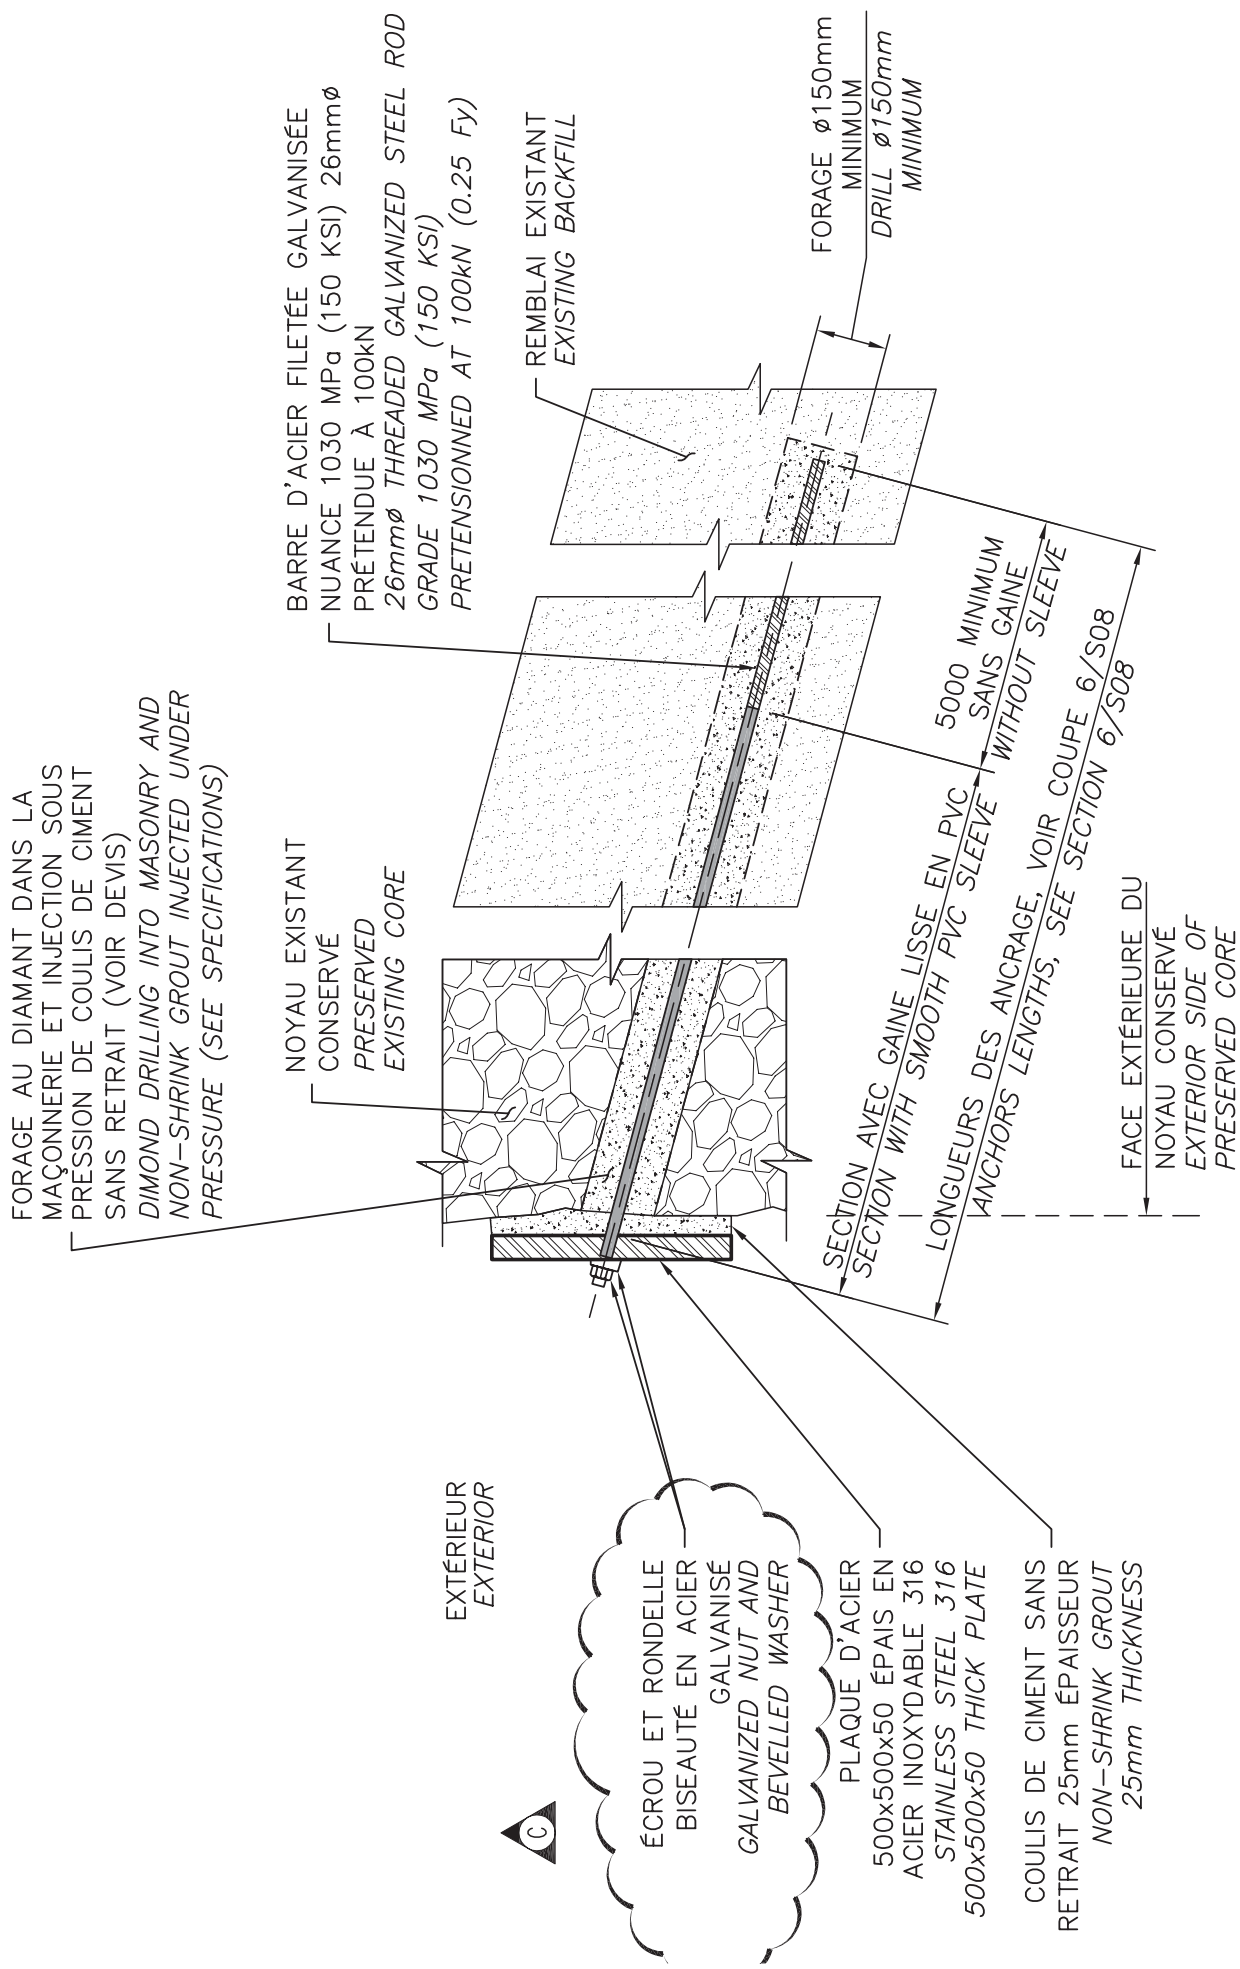 FORAGE AU DIAMANT DANS LA
MAÇONNERIE ET INJECTION SOUS
PRESSION DE COULIS DE CIMENT
SANS RETRAIT (VOIR DEVIS)
DIMOND DRILLING INTO MASONRY AND
NON-SHRINK GROUT INJECTED UNDER
PRESSURE (SEE SPECIFICATIONS)
BARRE D'ACIER FILETÉE GALVANISÉE
NUANCE 1030 MPa (150 KSI) 26mmø
PRÉTENDUE À 100kN
26mmø THREADED GALVANIZED STEEL ROD
GRADE 1030 MPa (150 KSI)
PRETENSIONNED AT 100kN (0.25 Fy)
NOYAU EXISTANT
CONSERVÉ
PRESERVED
EXISTING CORE
REMBLAI EXISTANT
EXISTING BACKFILL
FORAGE ø150mm
MINIMUM
DRILL ø150mm
MINIMUM
EXTÉRIEUR
EXTERIOR
C
ÉCROU ET RONDELLE
BISEAUTÉ EN ACIER
GALVANISÉ
GALVANIZED NUT AND
BEVELLED WASHER
PLAQUE D'ACIER
500x500x50 ÉPAIS EN
ACIER INOXYDABLE 316
STAINLESS STEEL 316
500x500x50 THICK PLATE
COULIS DE CIMENT SANS
RETRAIT 25mm ÉPAISSEUR
NON-SHRINK GROUT
25mm THICKNESS
SECTION AVEC GAINE LISSE EN PVC
SECTION WITH SMOOTH PVC SLEEVE
5000 MINIMUM
SANS GAINE
WITHOUT SLEEVE
LONGUEURS DES ANCRAGE, VOIR COUPE 6/S08
ANCHORS LENGTHS, SEE SECTION 6/S08
FACE EXTÉRIEURE DU
NOYAU CONSERVÉ
EXTERIOR SIDE OF
PRESERVED CORE